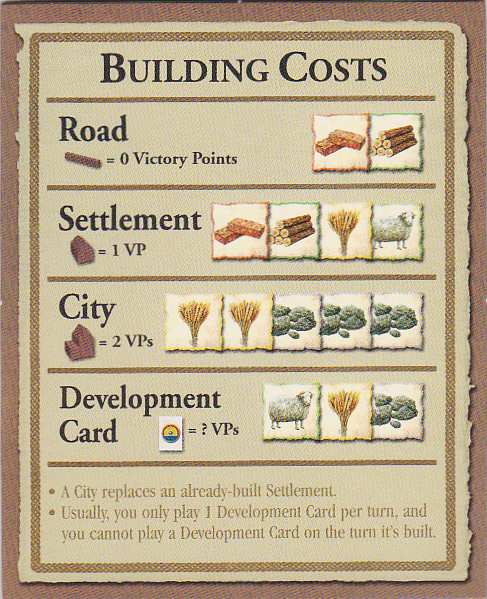 BUILDING COSTS
Road
= 0 Victory Points
Settlement
= 1 VP
City
= 2 VPs
Development
Card
= ? VPs
• A City replaces an already-built Settlement.
• Usually, you only play 1 Development Card per turn, and
you cannot play a Development Card on the turn it's built.